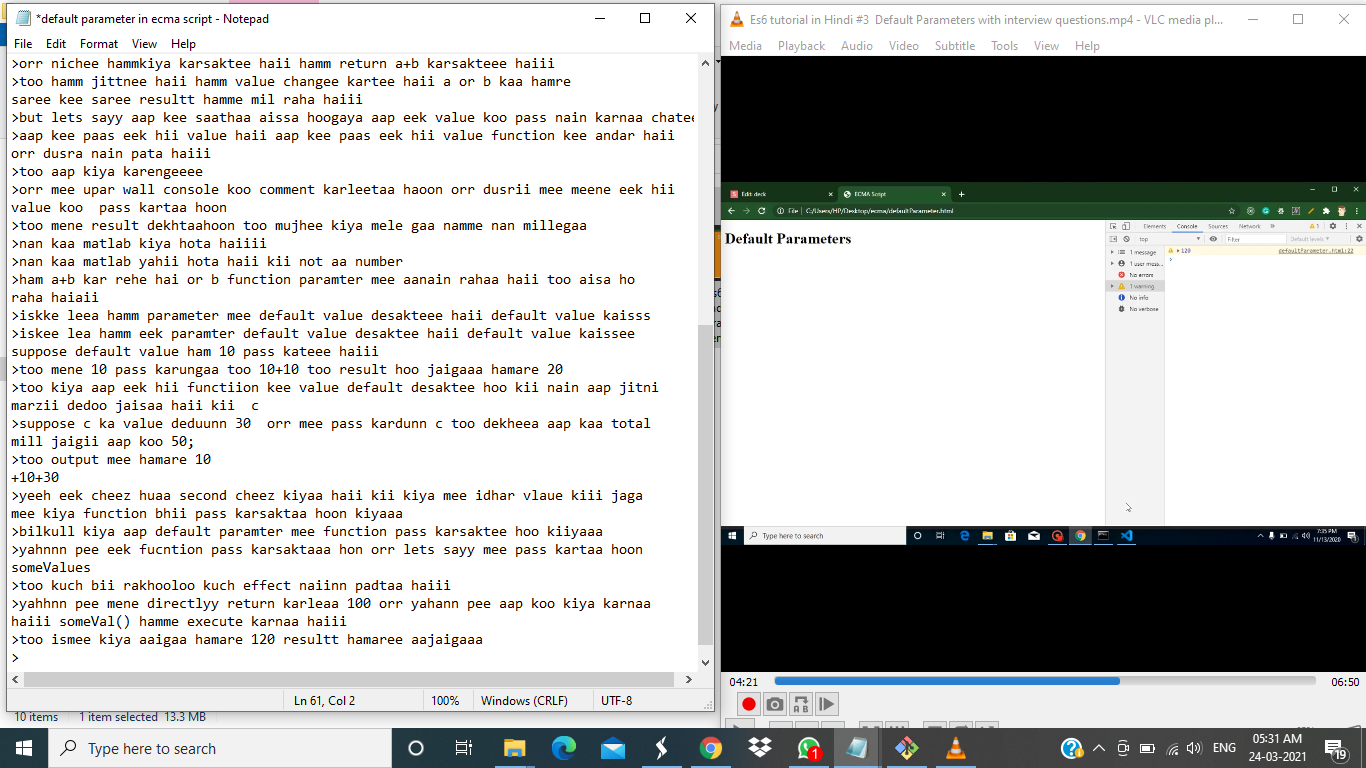 *default parameter in ecma script - Notepad
File Edit Format View Help
>orr nichee hammkiya karsaktee haii hamm return a+b karsakteee haiii
>too hamm jittnee haii hamm value changee kartee haii a or b kaa hamre
saree kee saree resultt hamme mil raha haiii
>but lets sayy aap kee saathaa aissa hoogaya aap eek value koo pass nain karnaa chatee
>aap kee paas eek hii value haii aap kee paas eek hii value function kee andar haii
orr dusra nain pata haiii
>too aap kiya karengeeee
>orr mee upar wall console koo comment karleetaa haoon orr dusrii mee meene eek hii
value koo  pass kartaa hoon
>too mene result dekhtaahoon too mujhee kiya mele gaa namme nan millegaa
>nan kaa matlab kiya hota haiiii
>nan kaa matlab yahii hota haii kii not aa number
>ham a+b kar rehe hai or b function paramter mee aanain rahaa haii too aisa ho
raha haiaii
>iskke leea hamm parameter mee default value desakteee haii default value kaisss
>iskee lea hamm eek paramter default value desaktee haii default value kaissee
suppose default value ham 10 pass kateee haiii
>too mene 10 pass karungaa too 10+10 too result hoo jaigaaa hamare 20
>too kiya aap eek hii functiion kee value default desaktee hoo kii nain aap jitni
marzii dedoo jaisaa haii kii  c
>suppose c ka value deduunn 30  orr mee pass kardunn c too dekheea aap kaa total
mill jaigii aap koo 50;
>too output mee hamare 10
+10+30
>yeeh eek cheez huaa second cheez kiyaa haii kii kiya mee idhar vlaue kiii jaga
mee kiya function bhii pass karsaktaa hoon kiyaaa
>bilkull kiya aap default paramter mee function pass karsaktee hoo kiiyaaa
>yahnnn pee eek fucntion pass karsaktaaa hon orr lets sayy mee pass kartaa hoon
someValues
>too kuch bii rakhooloo kuch effect naiinn padtaa haiii
>yahhnn pee mene directlyy return karleaa 100 orr yahann pee aap koo kiya karnaa
haiii someVal() hamme execute karnaa haiii
>too ismee kiya aaigaa hamare 120 resultt hamaree aajaigaaa
>
Ln 61, Col 2 100% Windows (CRLF) UTF-8
10 items 1 item selected 13.3 MB
Es6 tutorial in Hindi #3  Default Parameters with interview questions.mp4 - VLC media pl...
Media Playback Audio Video Subtitle Tools View Help
Edit: deck ECMA Script
File C:/Users/HP/Desktop/ecma/defaultParameter.html
Default Parameters
Elements Console Sources Network 1
top Filter Default levels
1 message
1 user mess...
No errors
1 warning
No info
No verbose
120 defaultParameter.html:22
Type here to search
7:35 PM
11/13/2020
04:21 06:50
Type here to search
ENG
05:31 AM
24-03-2021
19
1